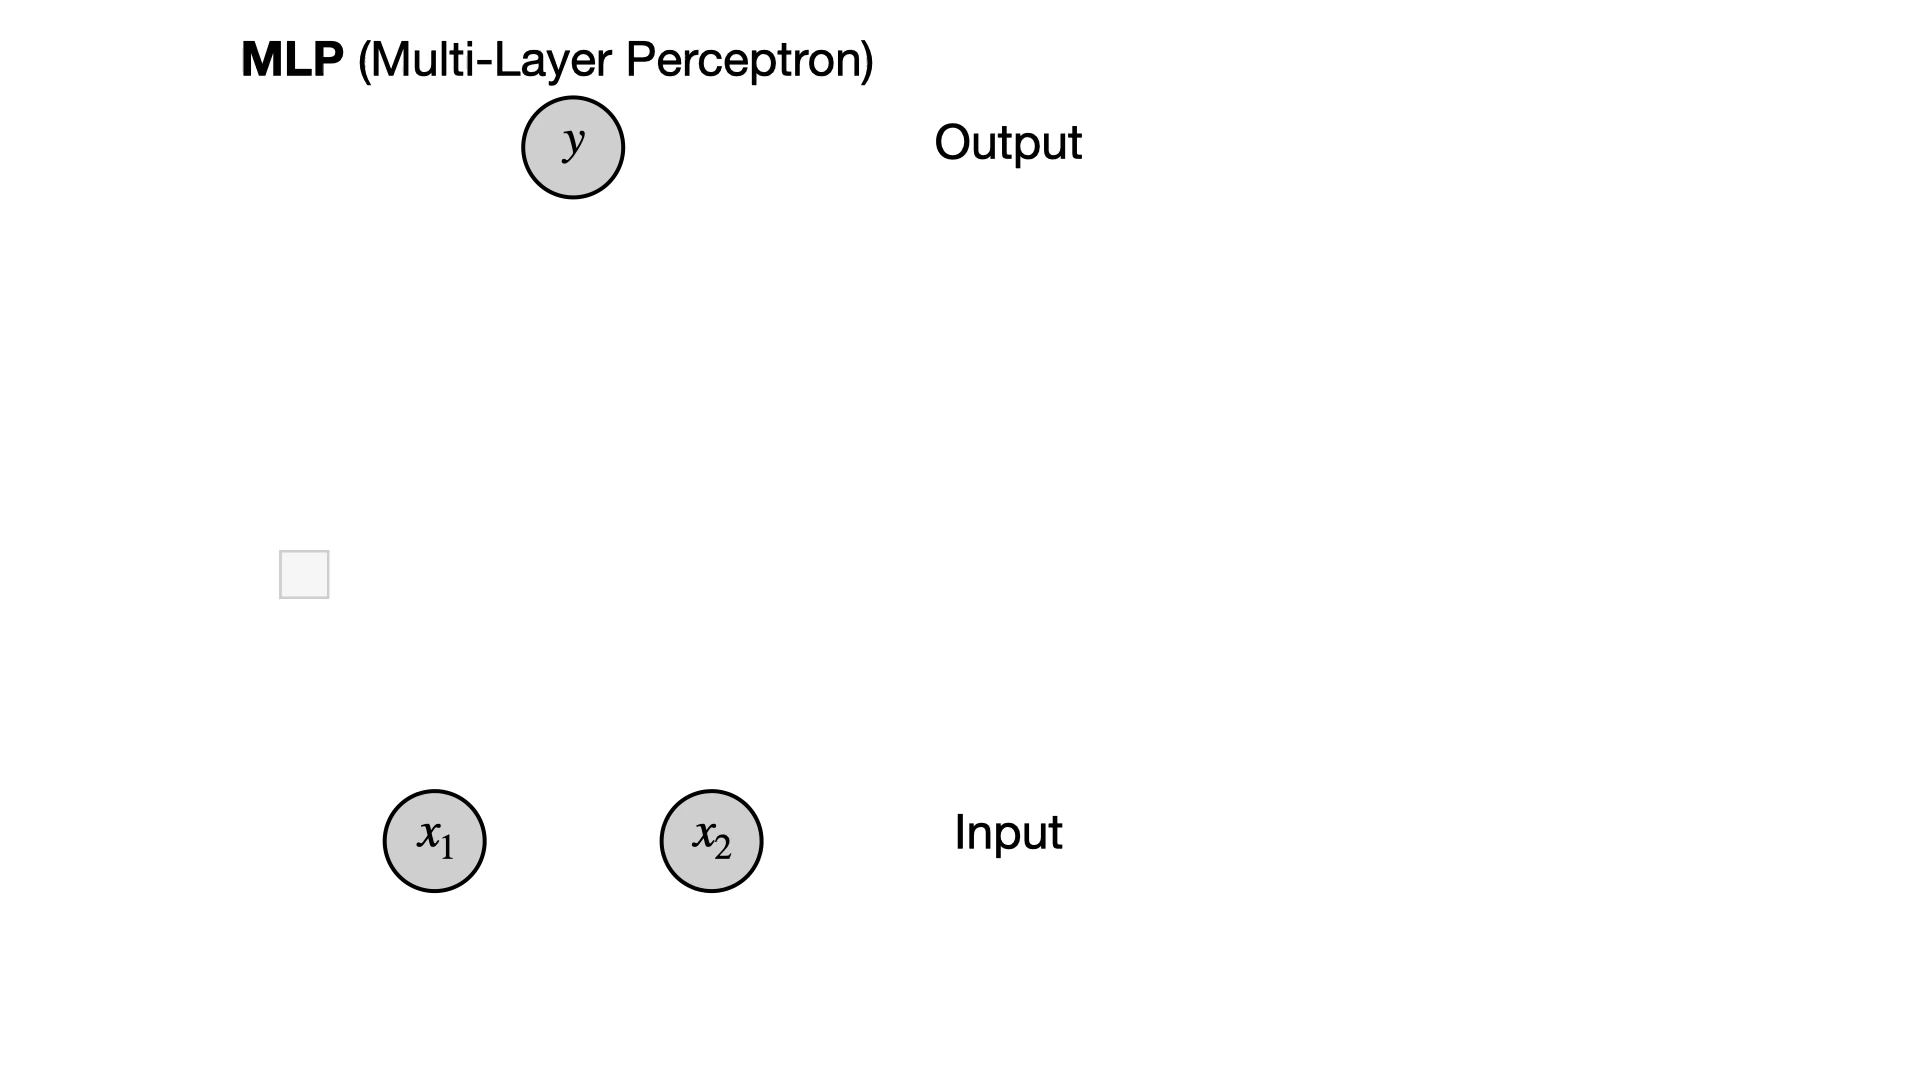 MLP (Multi-Layer Perceptron)
y
Output
x₁
x₂
Input